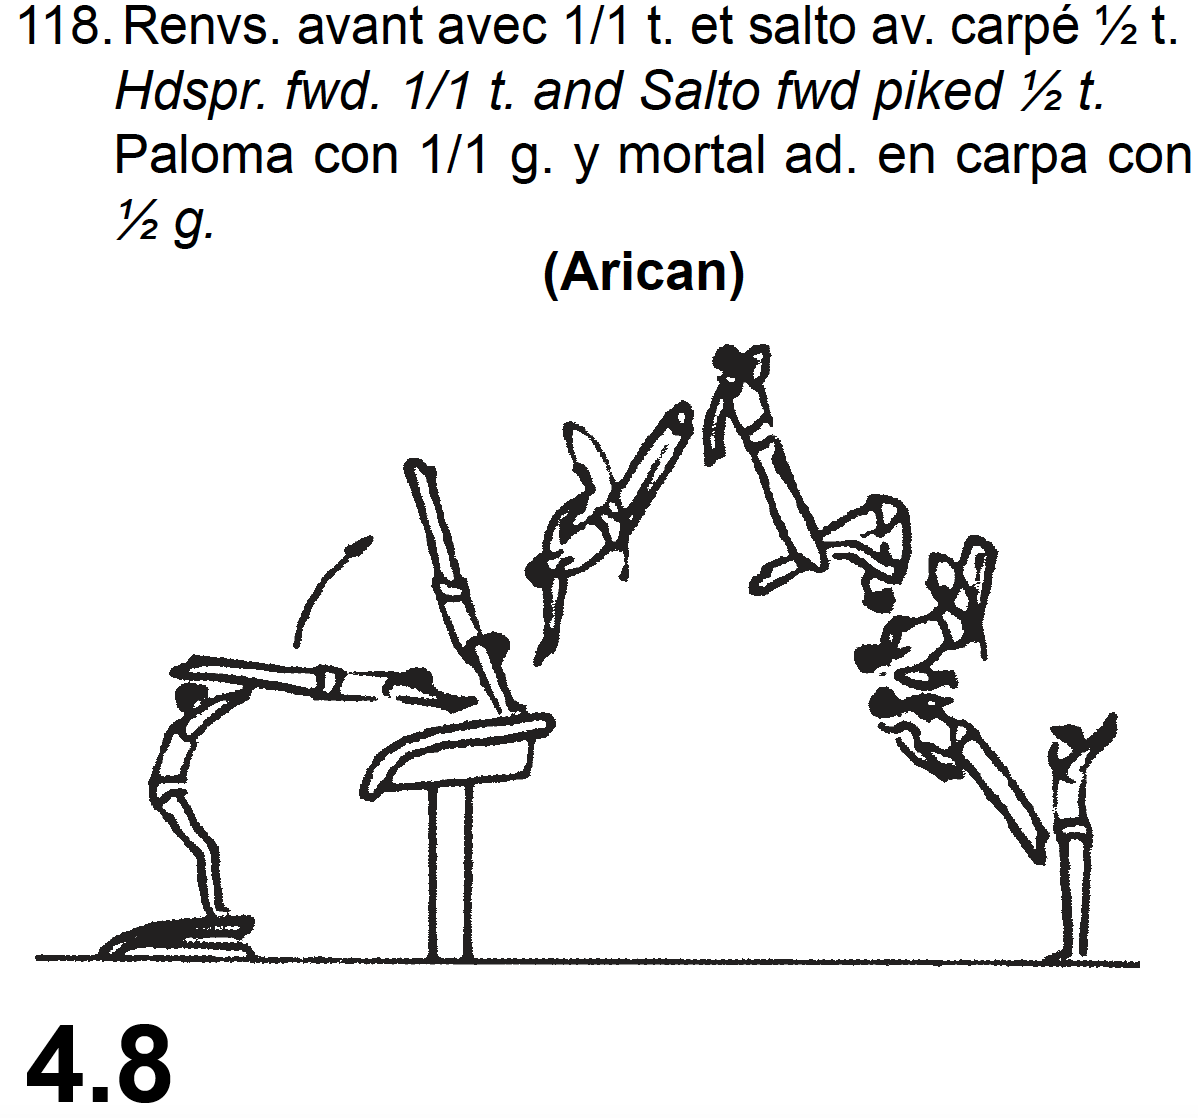 118. Renvs. avant avec 1/1 t. et salto av. carpé ½ t.
Hdspr. fwd. 1/1 t. and Salto fwd piked ½ t.
Paloma con 1/1 g. y mortal ad. en carpa con
½ g.
(Arican)
4.8